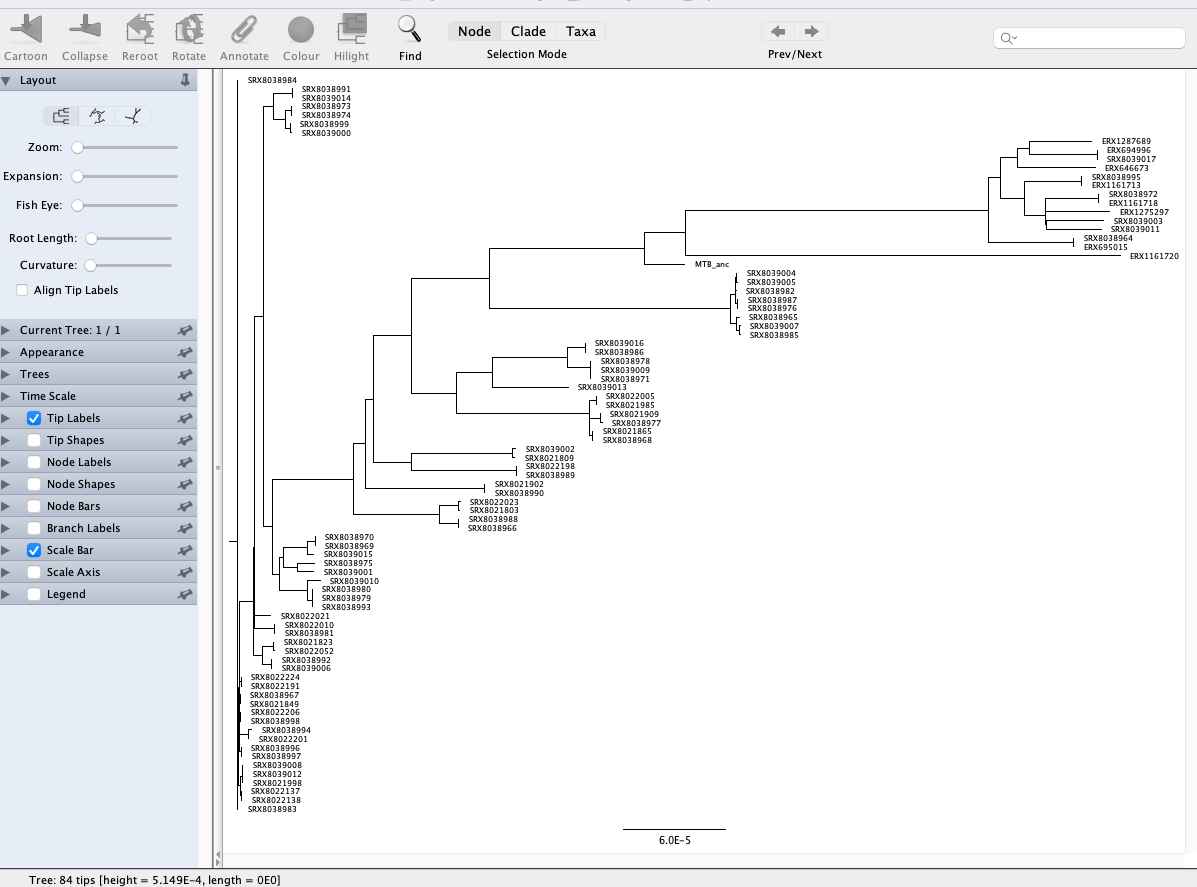 Cartoon Collapse Reroot Rotate Annotate Colour Hilight Find
Node Clade Taxa
Selection Mode
Prev/Next
Layout
Zoom:
Expansion:
Fish Eye:
Root Length:
Curvature:
Align Tip Labels
Current Tree: 1 / 1
Appearance
Trees
Time Scale
Tip Labels
Tip Shapes
Node Labels
Node Shapes
Node Bars
Branch Labels
Scale Bar
Scale Axis
Legend
SRX8038984
SRX8038991
SRX8039014
SRX8038973
SRX8038974
SRX8038999
SRX8039000
ERX1287689
ERX694996
SRX8039017
ERX646673
SRX8038995
ERX1161713
SRX8038972
ERX1161718
ERX1275297
SRX8039003
SRX8039011
SRX8038964
ERX695015
ERX1161720
MTB_anc
SRX8039004
SRX8039005
SRX8038982
SRX8038987
SRX8038976
SRX8038965
SRX8039007
SRX8038985
SRX8039016
SRX8038986
SRX8038978
SRX8039009
SRX8038971
SRX8039013
SRX8022005
SRX8021985
SRX8021909
SRX8038977
SRX8021865
SRX8038968
SRX8039002
SRX8021809
SRX8022198
SRX8038989
SRX8021902
SRX8038990
SRX8022023
SRX8021803
SRX8038988
SRX8038966
SRX8038970
SRX8038969
SRX8039015
SRX8038975
SRX8039001
SRX8039010
SRX8038980
SRX8038979
SRX8038993
SRX8022021
SRX8022010
SRX8038981
SRX8021823
SRX8022052
SRX8038992
SRX8039006
SRX8022224
SRX8022191
SRX8038967
SRX8021849
SRX8022206
SRX8038998
SRX8038994
SRX8022201
SRX8038996
SRX8038997
SRX8039008
SRX8039012
SRX8021998
SRX8022137
SRX8022138
SRX8038983
6.0E-5
Tree: 84 tips [height = 5.149E-4, length = 0E0]